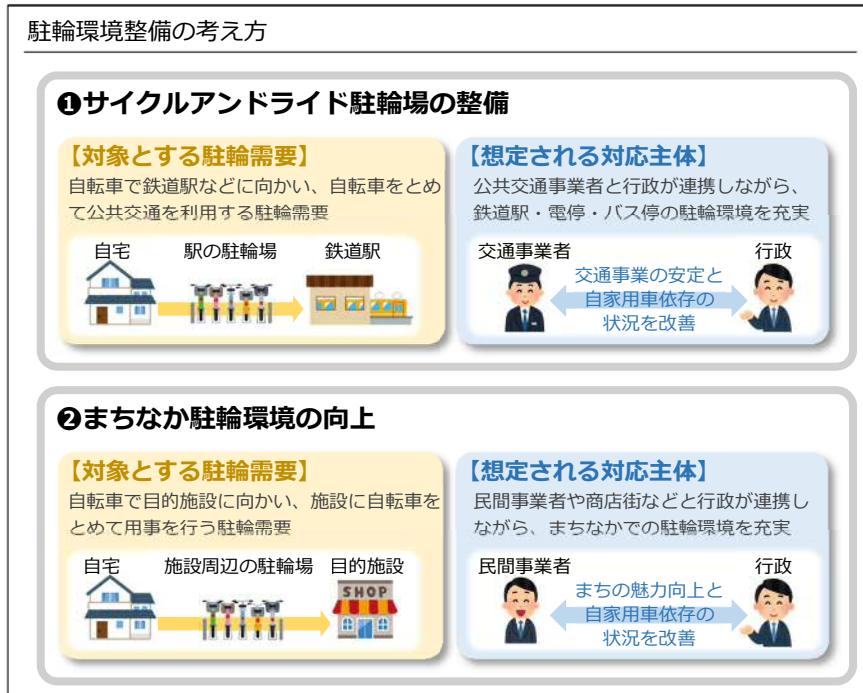 駐輪環境整備の考え方
❶サイクルアンドライド駐輪場の整備
【対象とする駐輪需要】
自転車で鉄道駅などに向かい、自転車をとめ
て公共交通を利用する駐輪需要
自宅 駅の駐輪場 鉄道駅
【想定される対応主体】
公共交通事業者と行政が連携しながら、
鉄道駅・電停・バス停の駐輪環境を充実
交通事業者 行政
交通事業の安定と
自家用車依存の
状況を改善
❷まちなか駐輪環境の向上
【対象とする駐輪需要】
自転車で目的施設に向かい、施設に自転車を
とめて用事を行う駐輪需要
自宅 施設周辺の駐輪場 目的施設
SHOP
【想定される対応主体】
民間事業者や商店街などと行政が連携し
ながら、まちなかでの駐輪環境を充実
民間事業者 行政
まちの魅力向上と
自家用車依存の
状況を改善